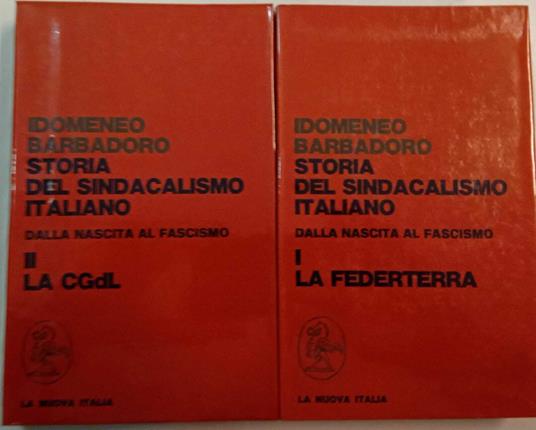 IDOMENEO
BARBADORO
STORIA
DEL SINDACALISMO
ITALIANO
DALLA NASCITA AL FASCISMO
II
LA CGdL
LA NUOVA ITALIA
IDOMENEO
BARBADORO
STORIA
DEL SINDACALISMO
ITALIANO
DALLA NASCITA AL FASCISMO
I
LA FEDERTERRA
LA NUOVA ITALIA